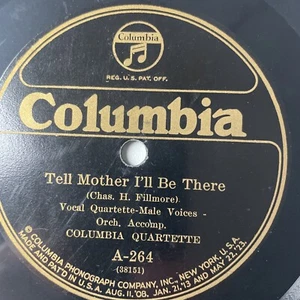 Columbia
REG. U.S. PAT. OFF.
Columbia
Tell Mother I'll Be There
(Chas. H. Fillmore)
Vocal Quartette-Male Voices -
Orch. Accomp.
COLUMBIA QUARTETTE
A-264
(38151)
© COLUMBIA PHONOGRAPH COMPANY, INC., NEW YORK, U.S.A.
MADE AND PAT'D IN U.S.A. AUG. 11,'08. JAN. 21,'13 AND MAY 22,'23.